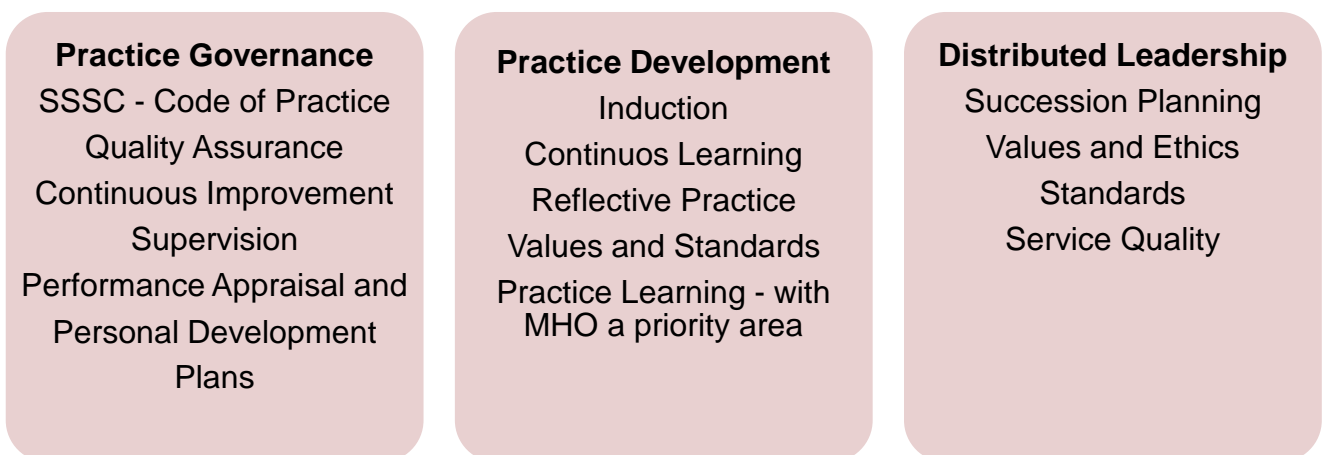 Practice Governance
SSSC - Code of Practice
Quality Assurance
Continuous Improvement
Supervision
Performance Appraisal and
Personal Development
Plans
Practice Development
Induction
Continuos Learning
Reflective Practice
Values and Standards
Practice Learning - with
MHO a priority area
Distributed Leadership
Succession Planning
Values and Ethics
Standards
Service Quality